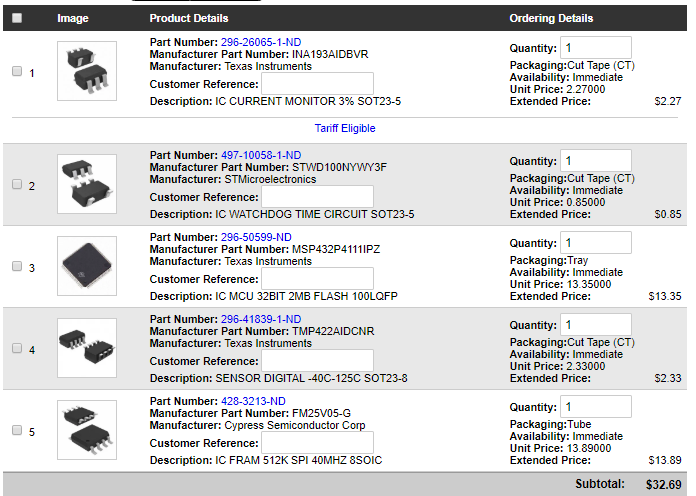 Image Product Details Ordering Details
1
Part Number: 296-26065-1-ND
Manufacturer Part Number: INA193AIDBVR
Manufacturer: Texas Instruments
Customer Reference:
Description: IC CURRENT MONITOR 3% SOT23-5
Quantity: 1
Packaging:Cut Tape (CT)
Availability: Immediate
Unit Price: 2.27000
Extended Price: $2.27
Tariff Eligible
2
Part Number: 497-10058-1-ND
Manufacturer Part Number: STWD100NYWY3F
Manufacturer: STMicroelectronics
Customer Reference:
Description: IC WATCHDOG TIME CIRCUIT SOT23-5
Quantity: 1
Packaging:Cut Tape (CT)
Availability: Immediate
Unit Price: 0.85000
Extended Price: $0.85
3
Part Number: 296-50599-ND
Manufacturer Part Number: MSP432P4111IPZ
Manufacturer: Texas Instruments
Customer Reference:
Description: IC MCU 32BIT 2MB FLASH 100LQFP
Quantity: 1
Packaging:Tray
Availability: Immediate
Unit Price: 13.35000
Extended Price: $13.35
4
Part Number: 296-41839-1-ND
Manufacturer Part Number: TMP422AIDCNR
Manufacturer: Texas Instruments
Customer Reference:
Description: SENSOR DIGITAL -40C-125C SOT23-8
Quantity: 1
Packaging:Cut Tape (CT)
Availability: Immediate
Unit Price: 2.33000
Extended Price: $2.33
5
Part Number: 428-3213-ND
Manufacturer Part Number: FM25V05-G
Manufacturer: Cypress Semiconductor Corp
Customer Reference:
Description: IC FRAM 512K SPI 40MHZ 8SOIC
Quantity: 1
Packaging:Tube
Availability: Immediate
Unit Price: 13.89000
Extended Price: $13.89
Subtotal: $32.69